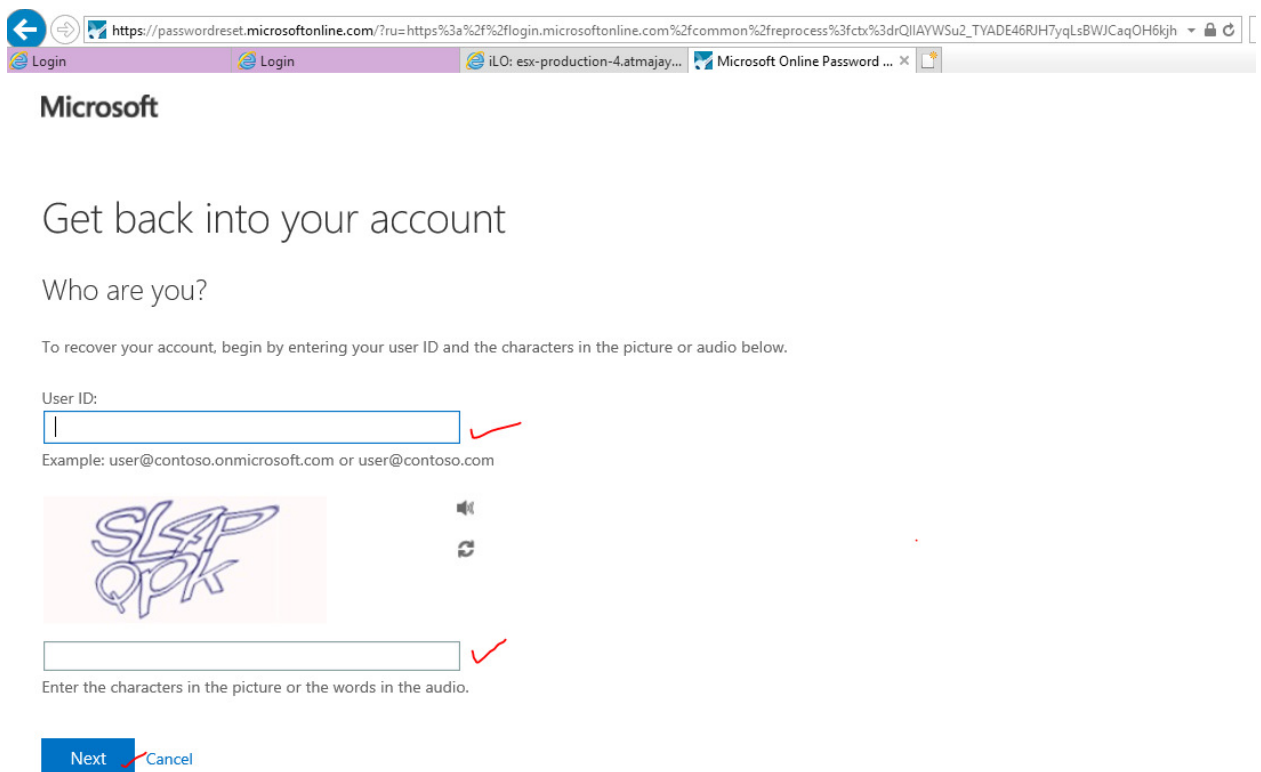 https://passwordreset.microsoftonline.com/?ru=https%3a%2f%2flogin.microsoftonline.com%2fcommon%2freprocess%3fctx%3drQIIAYWSu2_TYADE46RJH7yqLsBWJCaqOH6kjh
Login
Login
iLO: esx-production-4.atmajay...
Microsoft Online Password ...
Microsoft
Get back into your account
Who are you?
To recover your account, begin by entering your user ID and the characters in the picture or audio below.
User ID:
Example: user@contoso.onmicrosoft.com or user@contoso.com
SL4P
QPK
Enter the characters in the picture or the words in the audio.
Next
Cancel